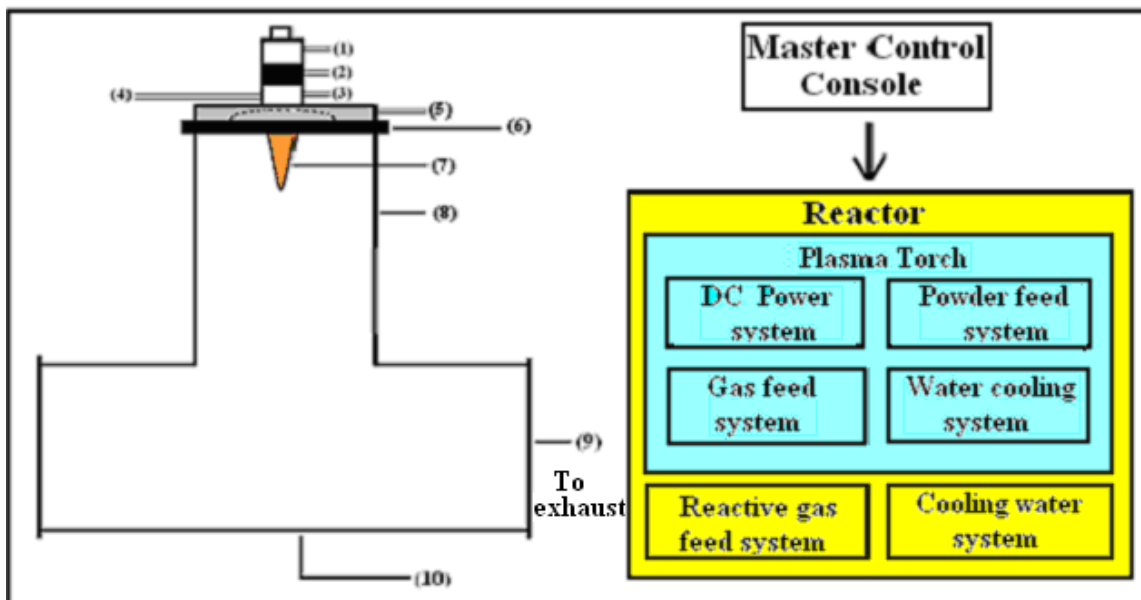 (1)
(2)
(4)
(3)
(5)
(6)
(7)
(8)
(9)
To
exhaust
(10)
Master Control
Console
Reactor
Plasma Torch
DC Power
system
Powder feed
system
Gas feed
system
Water cooling
system
Reactive gas
feed system
Cooling water
system